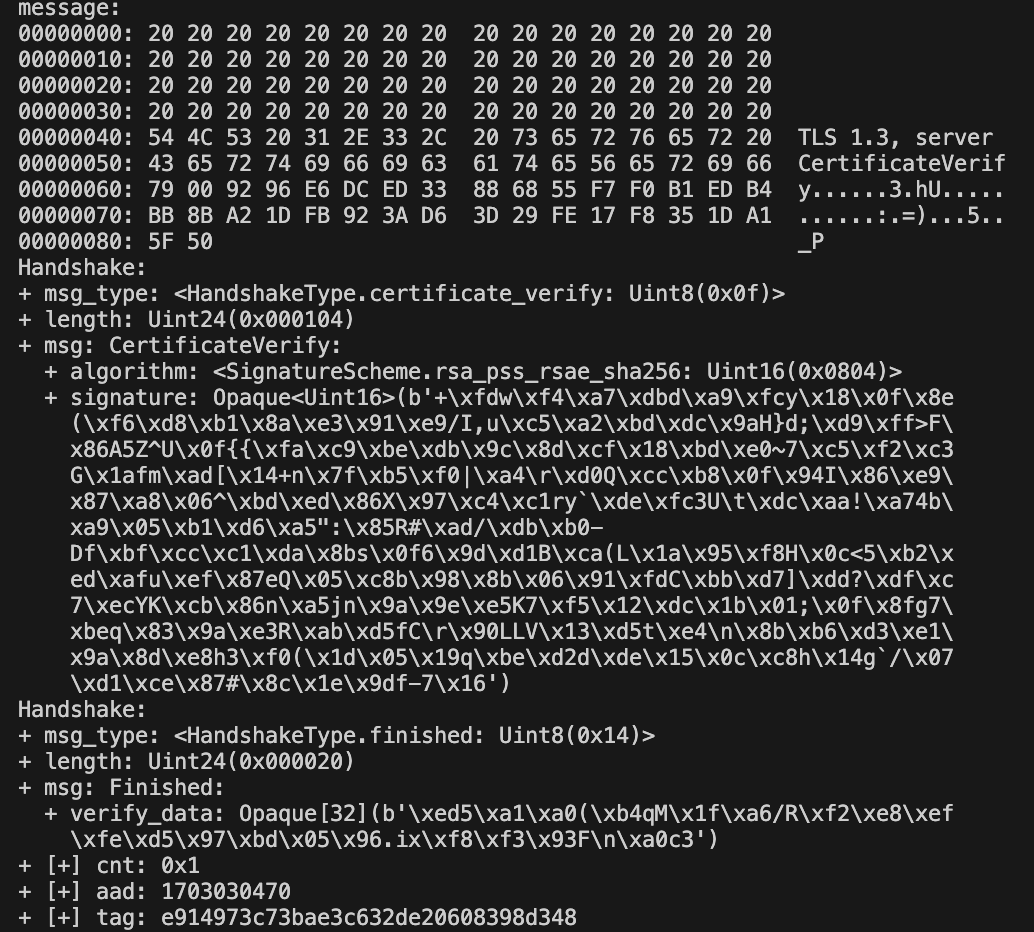 message:
00000000: 20 20 20 20 20 20 20 20  20 20 20 20 20 20 20 20
00000010: 20 20 20 20 20 20 20 20  20 20 20 20 20 20 20 20
00000020: 20 20 20 20 20 20 20 20  20 20 20 20 20 20 20 20
00000030: 20 20 20 20 20 20 20 20  20 20 20 20 20 20 20 20
00000040: 54 4C 53 20 31 2E 33 2C  20 73 65 72 76 65 72 20  TLS 1.3, server
00000050: 43 65 72 74 69 66 69 63  61 74 65 56 65 72 69 66  CertificateVerif
00000060: 79 00 92 96 E6 DC ED 33  88 68 55 F7 F0 B1 ED B4  y......3.hU.....
00000070: BB 8B A2 1D FB 92 3A D6  3D 29 FE 17 F8 35 1D A1  ......:.=)...5..
00000080: 5F 50                                             _P
Handshake:
+ msg_type: <HandshakeType.certificate_verify: Uint8(0x0f)>
+ length: Uint24(0x000104)
+ msg: CertificateVerify:
  + algorithm: <SignatureScheme.rsa_pss_rsae_sha256: Uint16(0x0804)>
  + signature: Opaque<Uint16>(b'+\xfdw\xf4\xa7\xdbd\xa9\xfcy\x18\x0f\x8e
    (\xf6\xd8\xb1\x8a\xe3\x91\xe9/I,u\xc5\xa2\xbd\xdc\x9aH}d;\xd9\xff>F\
    x86A5Z^U\x0f{{\xfa\xc9\xbe\xdb\x9c\x8d\xcf\x18\xbd\xe0~7\xc5\xf2\xc3
    G\x1afm\xad[\x14+n\x7f\xb5\xf0|\xa4\r\xd0Q\xcc\xb8\x0f\x94I\x86\xe9\
    x87\xa8\x06^\xbd\xed\x86X\x97\xc4\xc1ry`\xde\xfc3U\t\xdc\xaa!\xa74b\
    xa9\x05\xb1\xd6\xa5":\x85R#\xad/\xdb\xb0-
    Df\xbf\xcc\xc1\xda\x8bs\x0f6\x9d\xd1B\xca(L\x1a\x95\xf8H\x0c<5\xb2\x
    ed\xafu\xef\x87eQ\x05\xc8b\x98\x8b\x06\x91\xfdC\xbb\xd7]\xdd?\xdf\xc
    7\xecYK\xcb\x86n\xa5jn\x9a\x9e\xe5K7\xf5\x12\xdc\x1b\x01;\x0f\x8fg7\
    xbeq\x83\x9a\xe3R\xab\xd5fC\r\x90LLV\x13\xd5t\xe4\n\x8b\xb6\xd3\xe1\
    x9a\x8d\xe8h3\xf0(\x1d\x05\x19q\xbe\xd2d\xde\x15\x0c\xc8h\x14g`/\x07
    \xd1\xce\x87#\x8c\x1e\x9df-7\x16')
Handshake:
+ msg_type: <HandshakeType.finished: Uint8(0x14)>
+ length: Uint24(0x000020)
+ msg: Finished:
  + verify_data: Opaque[32](b'\xed5\xa1\xa0(\xb4qM\x1f\xa6/R\xf2\xe8\xef
    \xfe\xd5\x97\xbd\x05\x96.ix\xf8\xf3\x93F\n\xa0c3')
+ [+] cnt: 0x1
+ [+] aad: 1703030470
+ [+] tag: e914973c73bae3c632de20608398d348